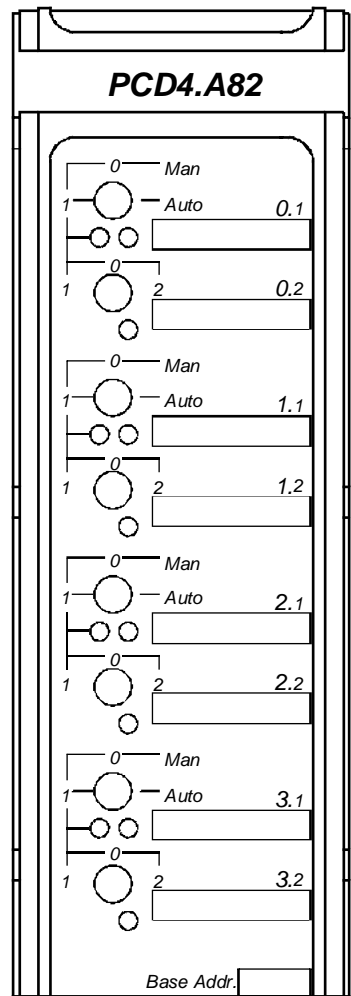 PCD4.A82
0 Man
1 Auto 0.1
0
1 2 0.2
0 Man
1 Auto 1.1
0
1 2 1.2
0 Man
1 Auto 2.1
0
1 2 2.2
0 Man
1 Auto 3.1
0
1 2 3.2
Base Addr.